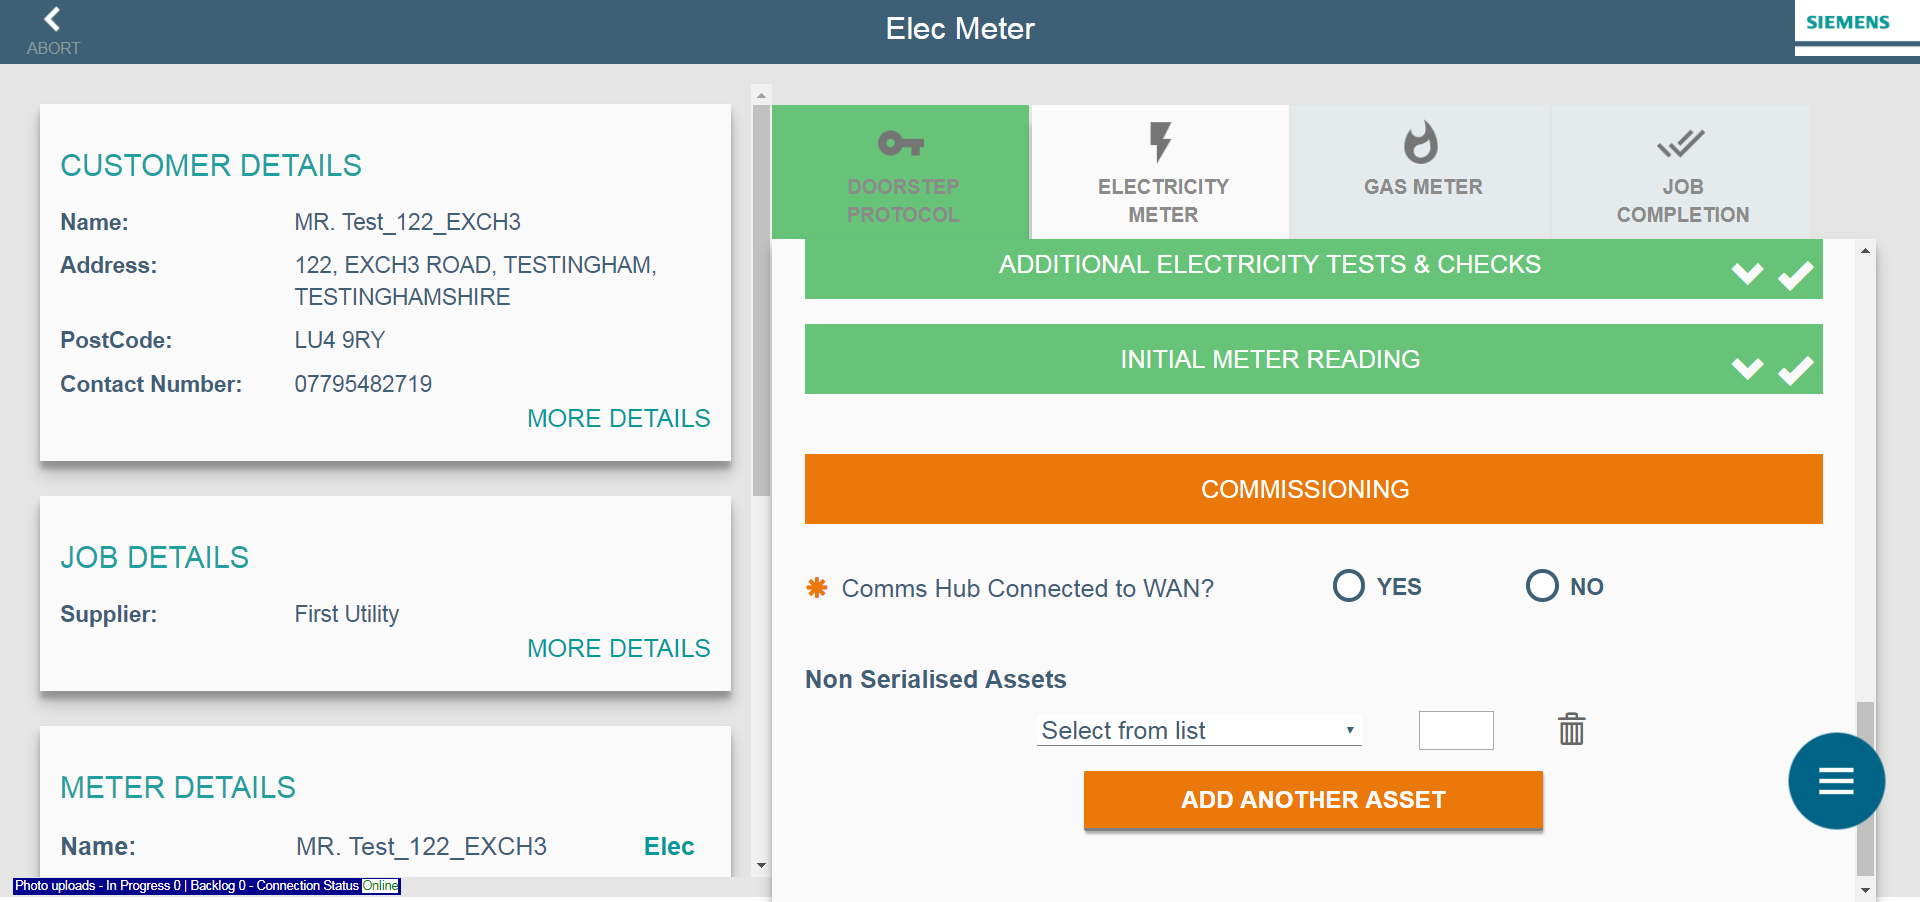 ABORT
Elec Meter
SIEMENS
CUSTOMER DETAILS
Name: MR. Test_122_EXCH3
Address: 122, EXCH3 ROAD, TESTINGHAM,
TESTINGHAMSHIRE
PostCode: LU4 9RY
Contact Number: 07795482719
MORE DETAILS
JOB DETAILS
Supplier: First Utility
MORE DETAILS
METER DETAILS
Name: MR. Test_122_EXCH3 Elec
Photo uploads - In Progress 0 | Backlog 0 - Connection Status Online
DOORSTEP
PROTOCOL
ELECTRICITY
METER
GAS METER
JOB
COMPLETION
ADDITIONAL ELECTRICITY TESTS & CHECKS
INITIAL METER READING
COMMISSIONING
✱ Comms Hub Connected to WAN? YES NO
Non Serialised Assets
Select from list
ADD ANOTHER ASSET